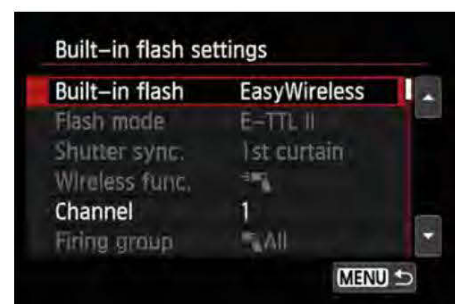 Built-in flash settings
Built-in flash EasyWireless
Flash mode E-TTL II
Shutter sync. 1st curtain
Wireless func.
Channel 1
Firing group All
MENU